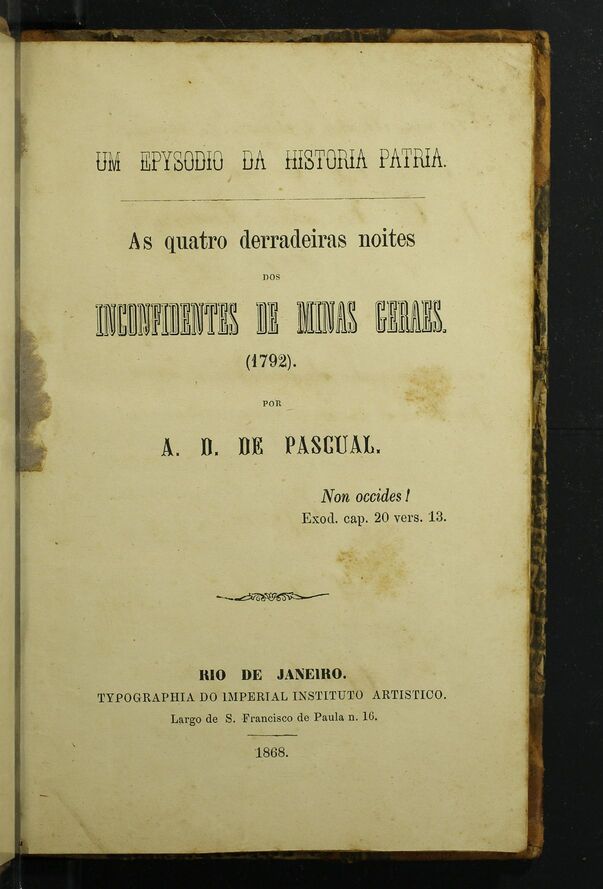 UM EPYSODIO DA HISTORIA PATRIA.
As quatro derradeiras noites
DOS
INCONFIDENTES DE MINAS GERAES.
(1792).
POR
A. D. DE PASCUAL.
Non occides!
Exod. cap. 20 vers. 13.
RIO DE JANEIRO.
TYPOGRAPHIA DO IMPERIAL INSTITUTO ARTISTICO.
Largo de S. Francisco de Paula n. 16.
1868.